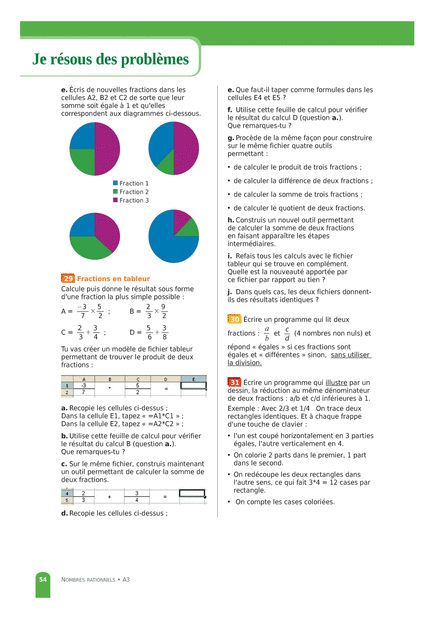 Je résous des problèmes
e. Écris de nouvelles fractions dans les
cellules A2, B2 et C2 de sorte que leur
somme soit égale à 1 et qu'elles
correspondent aux diagrammes ci-dessous.
Fraction 1
Fraction 2
Fraction 3
29 Fractions en tableur
Calcule puis donne le résultat sous forme
d'une fraction la plus simple possible :
A = −3/7 × 5/2 ; B = 2/3 × 9/2
C = 2/3 + 3/4 ; D = 5/6 + 3/8
Tu vas créer un modèle de fichier tableur
permettant de trouver le produit de deux
fractions :
A B C D E
1 -3 * 5 =
2 7 2
a. Recopie les cellules ci-dessus ;
Dans la cellule E1, tapez « =A1*C1 » ;
Dans la cellule E2, tapez « =A2*C2 » ;
b. Utilise cette feuille de calcul pour vérifier
le résultat du calcul B (question a.).
Que remarques-tu ?
c. Sur le même fichier, construis maintenant
un outil permettant de calculer la somme de
deux fractions.
4 2 + 3 =
5 3 4
d. Recopie les cellules ci-dessus ;
e. Que faut-il taper comme formules dans les
cellules E4 et E5 ?
f. Utilise cette feuille de calcul pour vérifier
le résultat du calcul D (question a.).
Que remarques-tu ?
g. Procède de la même façon pour construire
sur le même fichier quatre outils
permettant :
• de calculer le produit de trois fractions ;
• de calculer la différence de deux fractions ;
• de calculer la somme de trois fractions ;
• de calculer le quotient de deux fractions.
h. Construis un nouvel outil permettant
de calculer la somme de deux fractions
en faisant apparaître les étapes
intermédiaires.
i. Refais tous les calculs avec le fichier
tableur qui se trouve en complément.
Quelle est la nouveauté apportée par
ce fichier par rapport au tien ?
j. Dans quels cas, les deux fichiers donnent-
ils des résultats identiques ?
30 Écrire un programme qui lit deux
fractions : a/b et c/d (4 nombres non nuls) et
répond « égales » si ces fractions sont
égales et « différentes » sinon, sans utiliser
la division.
31 Écrire un programme qui illustre par un
dessin, la réduction au même dénominateur
de deux fractions : a/b et c/d inférieures à 1.
Exemple : Avec 2/3 et 1/4 On trace deux
rectangles identiques. Et à chaque frappe
d'une touche de clavier :
• l'un est coupé horizontalement en 3 parties
égales, l'autre verticalement en 4.
• On colorie 2 parts dans le premier, 1 part
dans le second.
• On redécoupe les deux rectangles dans
l'autre sens, ce qui fait 3*4 = 12 cases par
rectangle.
• On compte les cases coloriées.
54 Nombres rationnels • A3